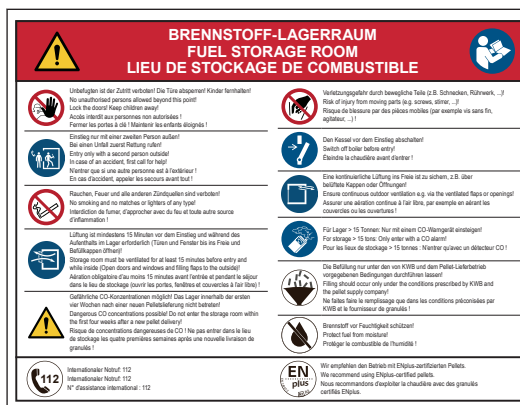 BRENNSTOFF-LAGERRAUM
FUEL STORAGE ROOM
LIEU DE STOCKAGE DE COMBUSTIBLE
Unbefugten ist der Zutritt verboten! Die Türe absperren! Kinder fernhalten!
No unauthorised persons allowed beyond this point!
Lock the doors! Keep children away!
Accès interdit aux personnes non autorisées !
Fermer les portes à clé ! Maintenir les enfants éloignés !
Einstieg nur mit einer zweiten Person außen!
Bei einem Unfall zuerst Rettung rufen!
Entry only with a second person outside!
In case of an accident, first call for help!
N'entrer que si une autre personne est à l'extérieur !
En cas d'accident, appeler les secours avant tout !
Rauchen, Feuer und alle anderen Zündquellen sind verboten!
No smoking and no matches or lighters of any type!
Interdiction de fumer, d'approcher avec du feu et toute autre source
d'inflammation !
Lüftung ist mindestens 15 Minuten vor dem Einstieg und während des
Aufenthalts im Lager erforderlich (Türen und Fenster bis ins Freie und
Befüllkappen öffnen)!
Storage room must be ventilated for at least 15 minutes before entry and
while inside (Open doors and windows and filling flaps to the outside)!
Aération obligatoire d'au moins 15 minutes avant l'entrée et pendant le séjour
dans le lieu de stockage (ouvrir les portes, fenêtres et couvercles à l'air libre) !
Gefährliche CO-Konzentrationen möglich! Das Lager innerhalb der ersten
vier Wochen nach einer neuen Pelletslieferung nicht betreten!
Dangerous CO concentrations possible! Do not enter the storage room within
the first four weeks after a new pellet delivery!
Risque de concentrations dangereuses de CO ! Ne pas entrer dans le lieu
de stockage les quatre premières semaines après une nouvelle livraison de
granulés !
112
Internationaler Notruf: 112
Internationaler Notruf: 112
N° d'assistance international : 112
Verletzungsgefahr durch bewegliche Teile (z.B. Schnecken, Rührwerk, ...)!
Risk of injury from moving parts (e.g. screws, stirrer, ...)!
Risque de blessure par des pièces mobiles (par exemple vis sans fin,
agitateur, ...) !
Den Kessel vor dem Einstieg abschalten!
Switch off boiler before entry!
Éteindre la chaudière avant d'entrer !
Eine kontinuierliche Lüftung ins Freie ist zu sichern, z.B. über
belüftete Kappen oder Öffnungen!
Ensure continuous outdoor ventilation e.g. via the ventilated flaps or openings!
Assurer une aération continue à l'air libre, par exemple en aérant les
couvercles ou les ouvertures !
Für Lager > 15 Tonnen: Nur mit einem CO-Warngerät einsteigen!
For storage > 15 tons: Only enter with a CO alarm!
Pour les lieux de stockage > 15 tonnes : N'entrer qu'avec un détecteur CO !
Die Befüllung nur unter den von KWB und dem Pellet-Lieferbetrieb
vorgegebenen Bedingungen durchführen lassen!
Filling should occur only under the conditions prescribed by KWB and
the pellet supply company!
Ne faites faire le remplissage que dans les conditions préconisées par
KWB et le fournisseur de granulés !
Brennstoff vor Feuchtigkeit schützen!
Protect fuel from moisture!
Protéger le combustible de l'humidité !
EN
plus
Wir empfehlen den Betrieb mit ENplus-zertifizierten Pellets.
We recommend using ENplus-certified pellets.
Nous recommandons d'exploiter la chaudière avec des granulés
certifiés ENplus.